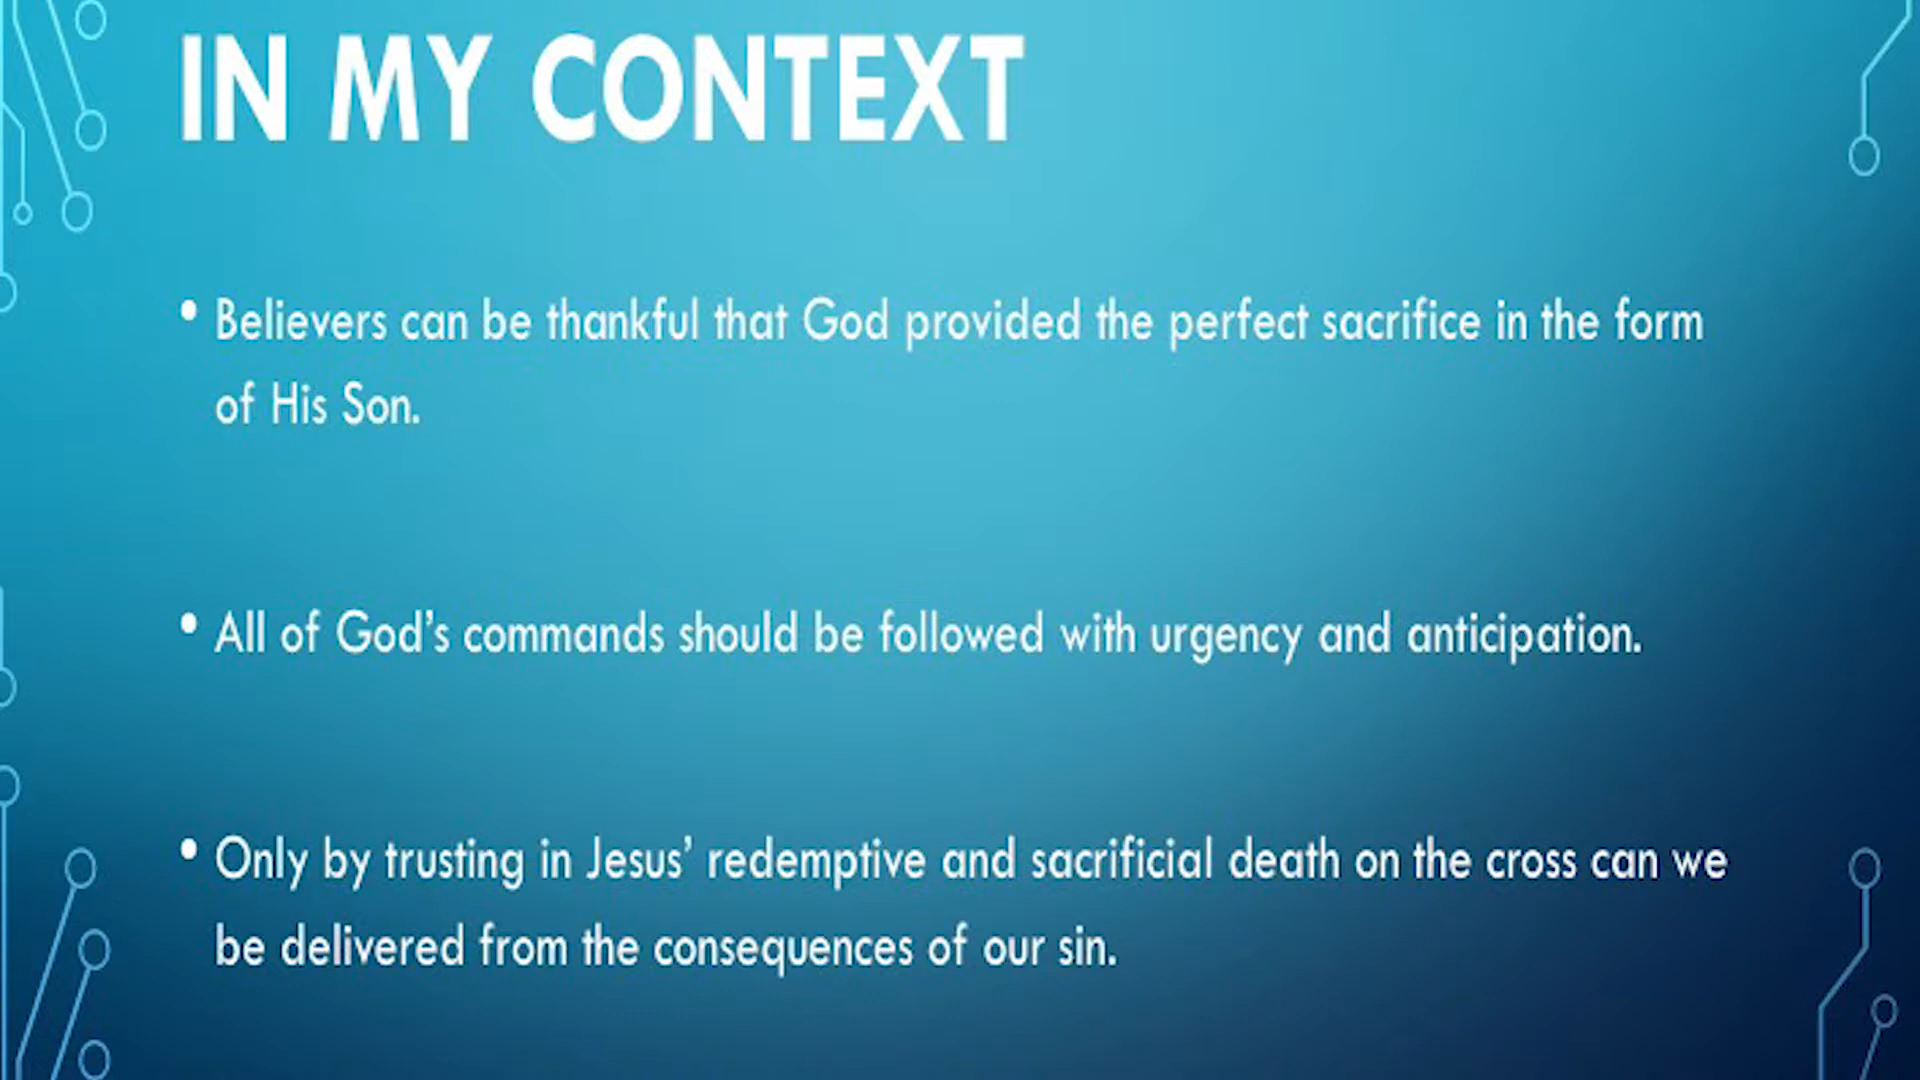 IN MY CONTEXT
• Believers can be thankful that God provided the perfect sacrifice in the form
of His Son.
• All of God’s commands should be followed with urgency and anticipation.
• Only by trusting in Jesus’ redemptive and sacrificial death on the cross can we
be delivered from the consequences of our sin.